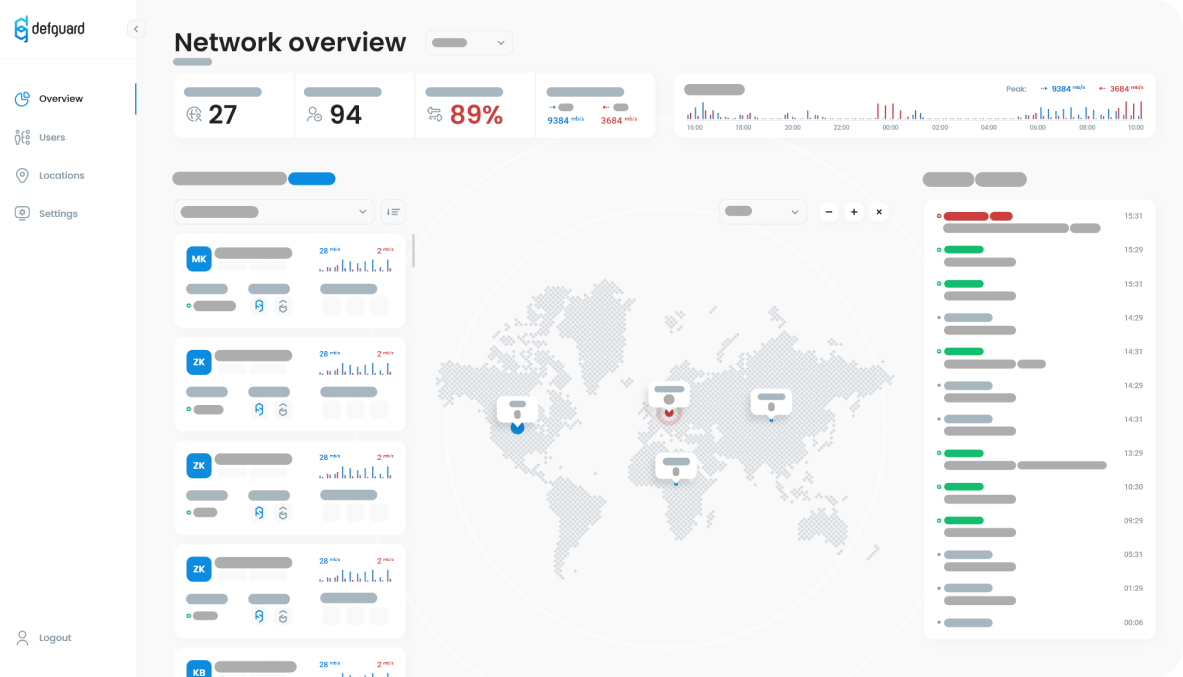 defguard
Overview
Users
Locations
Settings
Logout
Network overview
27
94
89%
9384 mb/s
3684 mb/s
Peak: 9384 mb/s 3684 mb/s
16:00 18:00 20:00 22:00 00:00 02:00 04:00 06:00 08:00 10:00
MK
28 mb/s 2 mb/s
ZK
28 mb/s 2 mb/s
ZK
28 mb/s 2 mb/s
ZK
28 mb/s 2 mb/s
KB
28 mb/s 2 mb/s
15:31
15:29
15:31
14:29
14:31
14:29
14:31
13:29
10:30
09:29
05:31
01:29
00:06